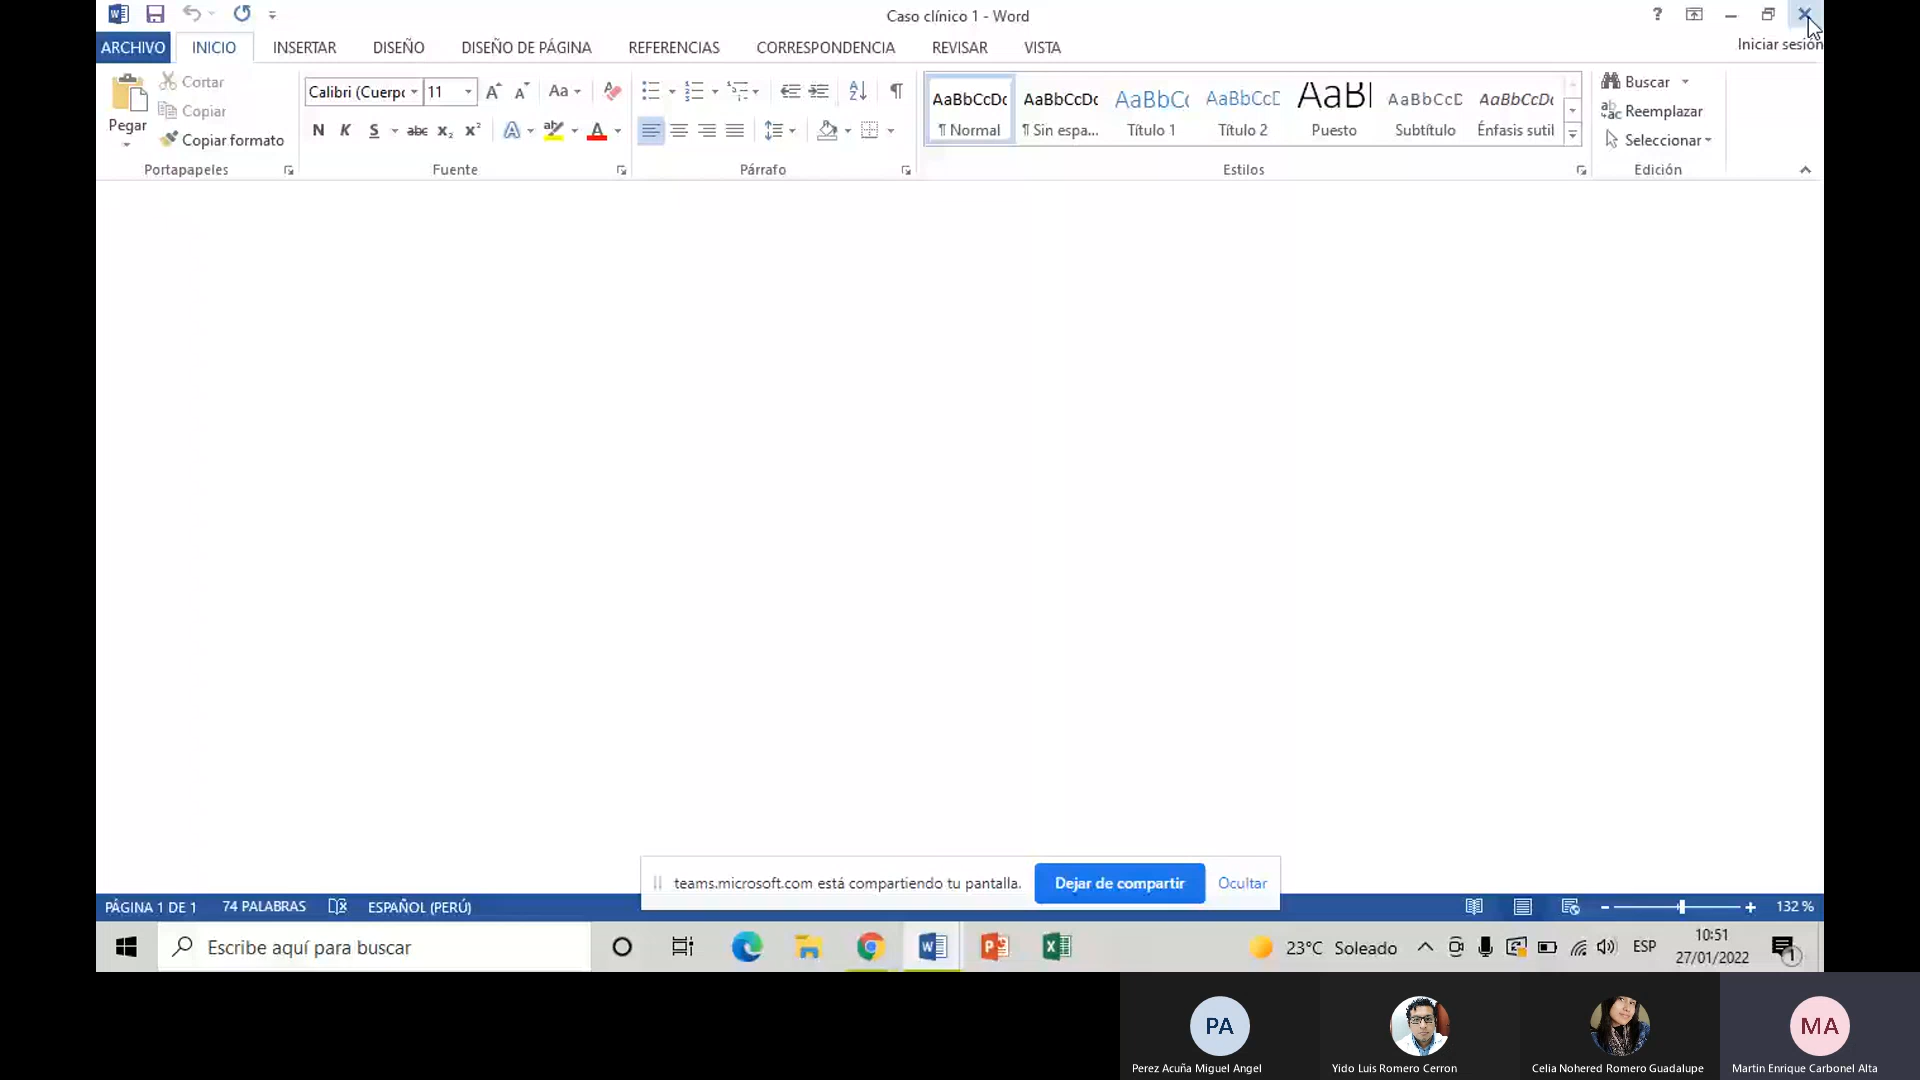 Caso clínico 1 - Word
?
Iniciar sesión
ARCHIVO INICIO INSERTAR DISEÑO DISEÑO DE PÁGINA REFERENCIAS CORRESPONDENCIA REVISAR VISTA
Pegar
Cortar
Copiar
Copiar formato
Portapapeles
Calibri (Cuerpo 11
Aa
N K S abc x₂ x²
A ab A
Fuente
Párrafo
AaBbCcDc AaBbCcDc AaBbCc AaBbCcD AaBl AaBbCcD AaBbCcDc
¶ Normal ¶ Sin espa... Título 1 Título 2 Puesto Subtítulo Énfasis sutil
Estilos
Buscar
Reemplazar
Seleccionar
Edición
teams.microsoft.com está compartiendo tu pantalla. Dejar de compartir Ocultar
PÁGINA 1 DE 1 74 PALABRAS ESPAÑOL (PERÚ) 132 %
Escribe aquí para buscar
23°C Soleado
ESP
10:51
27/01/2022
1
PA
MA
Perez Acuña Miguel Angel
Yido Luis Romero Cerron
Celia Nohered Romero Guadalupe
Martin Enrique Carbonel Alta